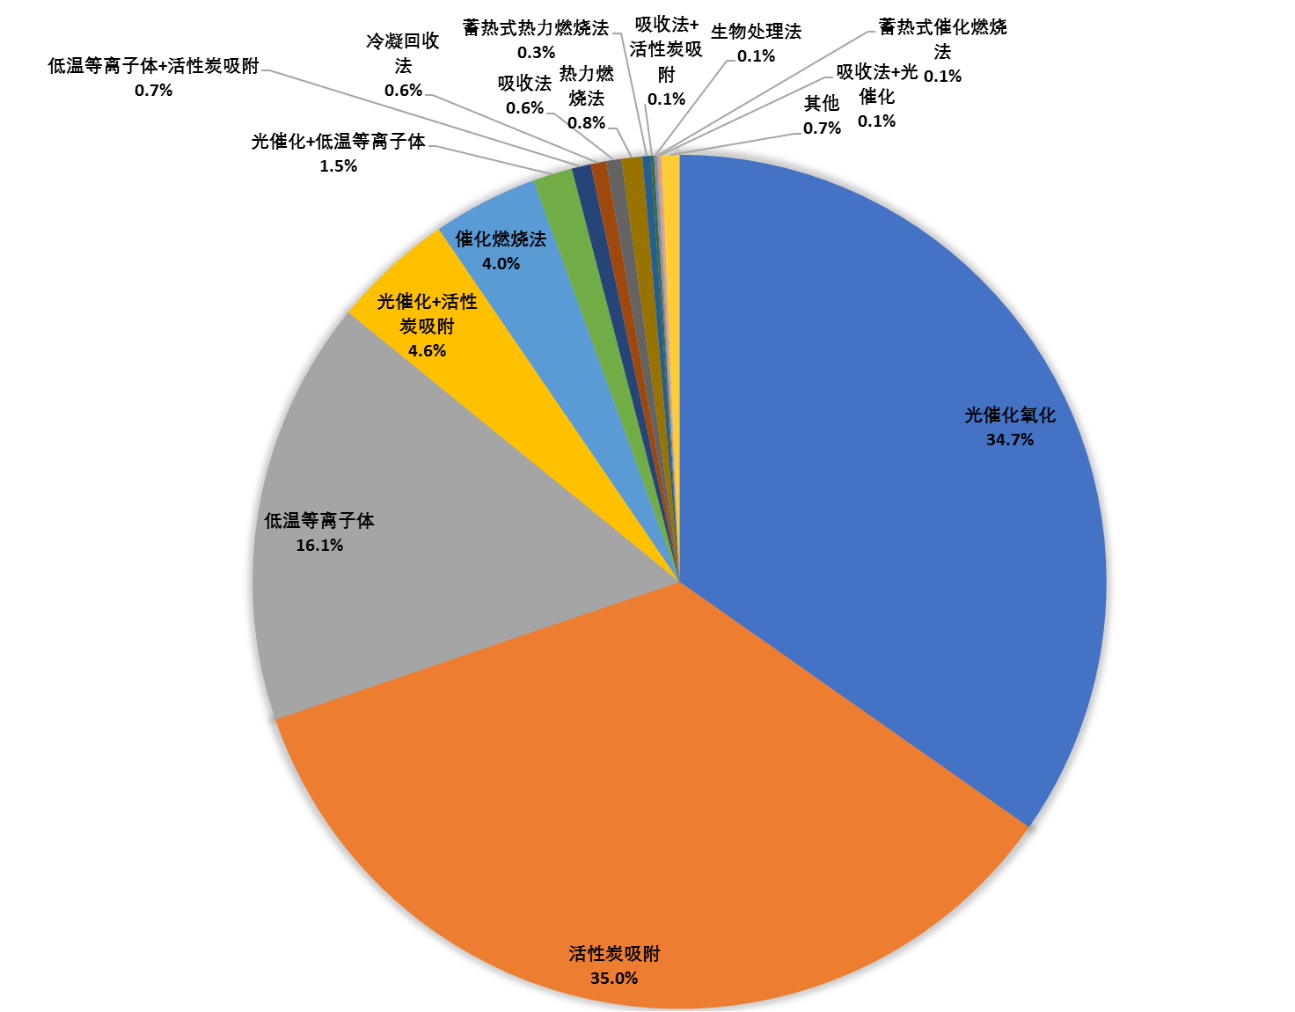 蓄热式热力燃烧法
0.3%
吸收法+
活性炭吸
附
0.1%
生物处理法
0.1%
蓄热式催化燃烧
法
0.1%
冷凝回收
法
0.6%
低温等离子体+活性炭吸附
0.7%
吸收法
0.6%
热力燃
烧法
0.8%
吸收法+光
催化
0.1%
其他
0.7%
光催化+低温等离子体
1.5%
催化燃烧法
4.0%
光催化+活性
炭吸附
4.6%
光催化氧化
34.7%
低温等离子体
16.1%
活性炭吸附
35.0%